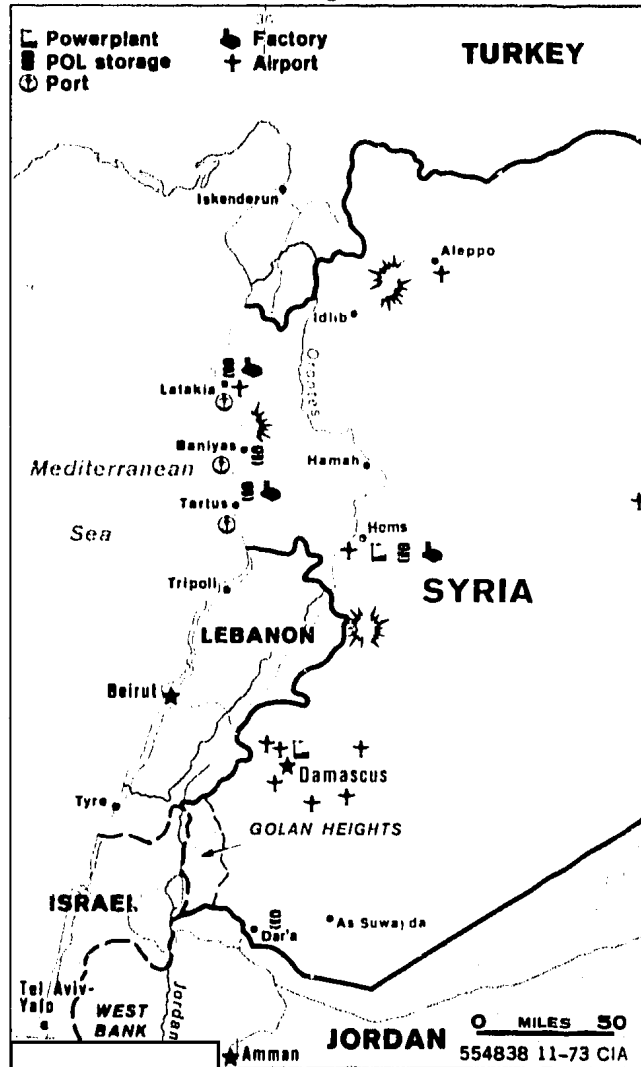 36
Powerplant
Factory
POL storage
Airport
Port
TURKEY
Iskenderun
Aleppo
Idlib
Orontes
Latakia
Baniyas
Mediterranean
Hamah
Tartus
Sea
Homs
SYRIA
Tripoli
LEBANON
Beirut
Damascus
Tyre
GOLAN HEIGHTS
ISRAEL
As Suwayda
Dar'a
Tel Aviv-
Yafo
WEST
BANK
Jordan
JORDAN
0 MILES 50
Amman
554838 11-73 CIA